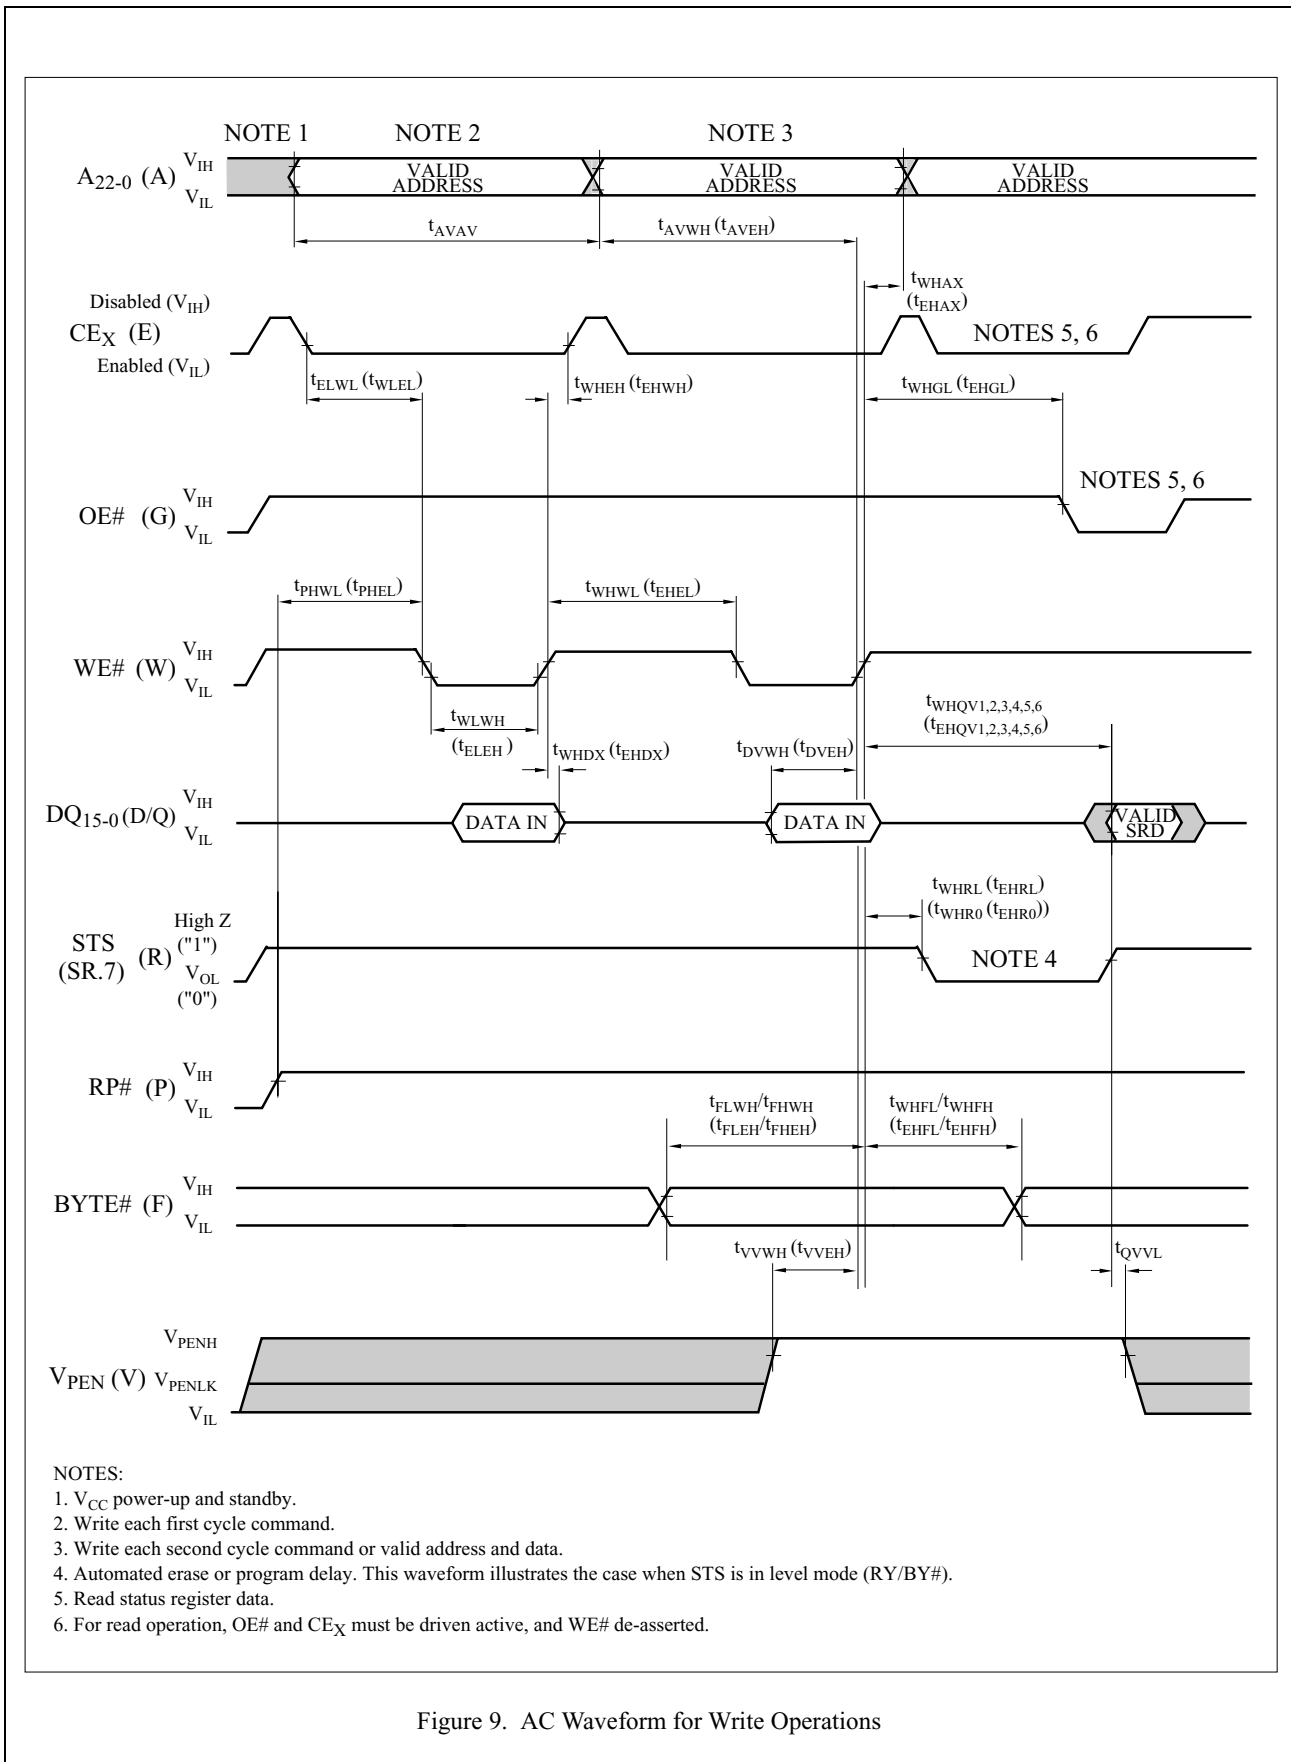 NOTE 1 NOTE 2 NOTE 3
A22-0 (A) VIH VIL
VALID ADDRESS VALID ADDRESS VALID ADDRESS
tAVAV tAVWH (tAVEH)
tWHAX
(tEHAX)
Disabled (VIH)
CEX (E)
Enabled (VIL)
NOTES 5, 6
tELWL (tWLEL) tWHEH (tEHWH) tWHGL (tEHGL)
OE# (G) VIH VIL
NOTES 5, 6
tPHWL (tPHEL) tWHWL (tEHEL)
WE# (W) VIH VIL
tWLWH
(tELEH )
tWHDX (tEHDX) tDVWH (tDVEH)
tWHQV1,2,3,4,5,6
(tEHQV1,2,3,4,5,6)
DQ15-0 (D/Q) VIH VIL
DATA IN DATA IN VALID SRD
tWHRL (tEHRL)
(tWHR0 (tEHR0))
STS
(SR.7) (R)
High Z
("1")
VOL
("0")
NOTE 4
RP# (P) VIH VIL
tFLWH/tFHWH
(tFLEH/tFHEH)
tWHFL/tWHFH
(tEHFL/tEHFH)
BYTE# (F) VIH VIL
tVVWH (tVVEH) tQVVL
VPENH
VPEN (V) VPENLK
VIL
NOTES:
1. VCC power-up and standby.
2. Write each first cycle command.
3. Write each second cycle command or valid address and data.
4. Automated erase or program delay. This waveform illustrates the case when STS is in level mode (RY/BY#).
5. Read status register data.
6. For read operation, OE# and CEX must be driven active, and WE# de-asserted.
Figure 9. AC Waveform for Write Operations